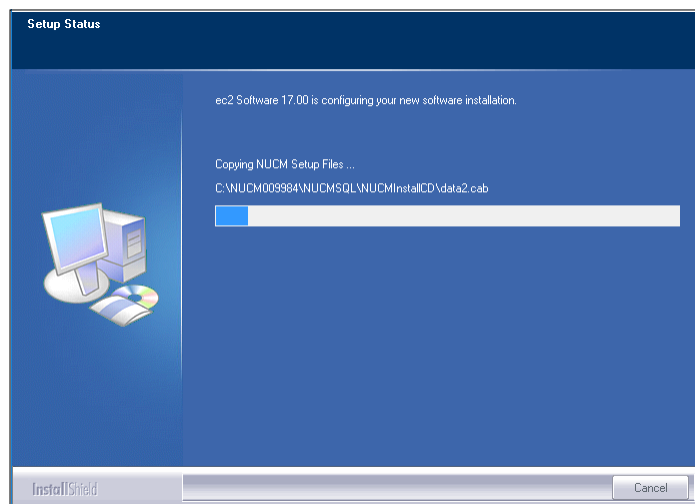 Setup Status
ec2 Software 17.00 is configuring your new software installation.
Copying NUCM Setup Files ...
C:\NUCM009984\NUCMSQL\NUCMInstallCD\data2.cab
InstallShield
Cancel